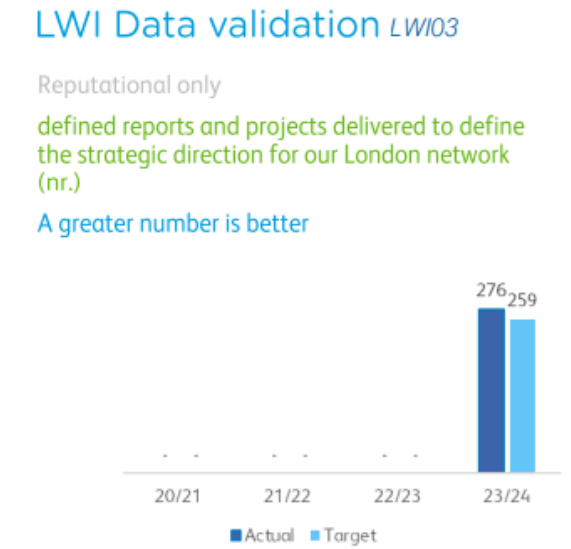 LWI Data validation LWI03
Reputational only
defined reports and projects delivered to define
the strategic direction for our London network
(nr.)
A greater number is better
276 259
- - - - - -
20/21 21/22 22/23 23/24
Actual Target